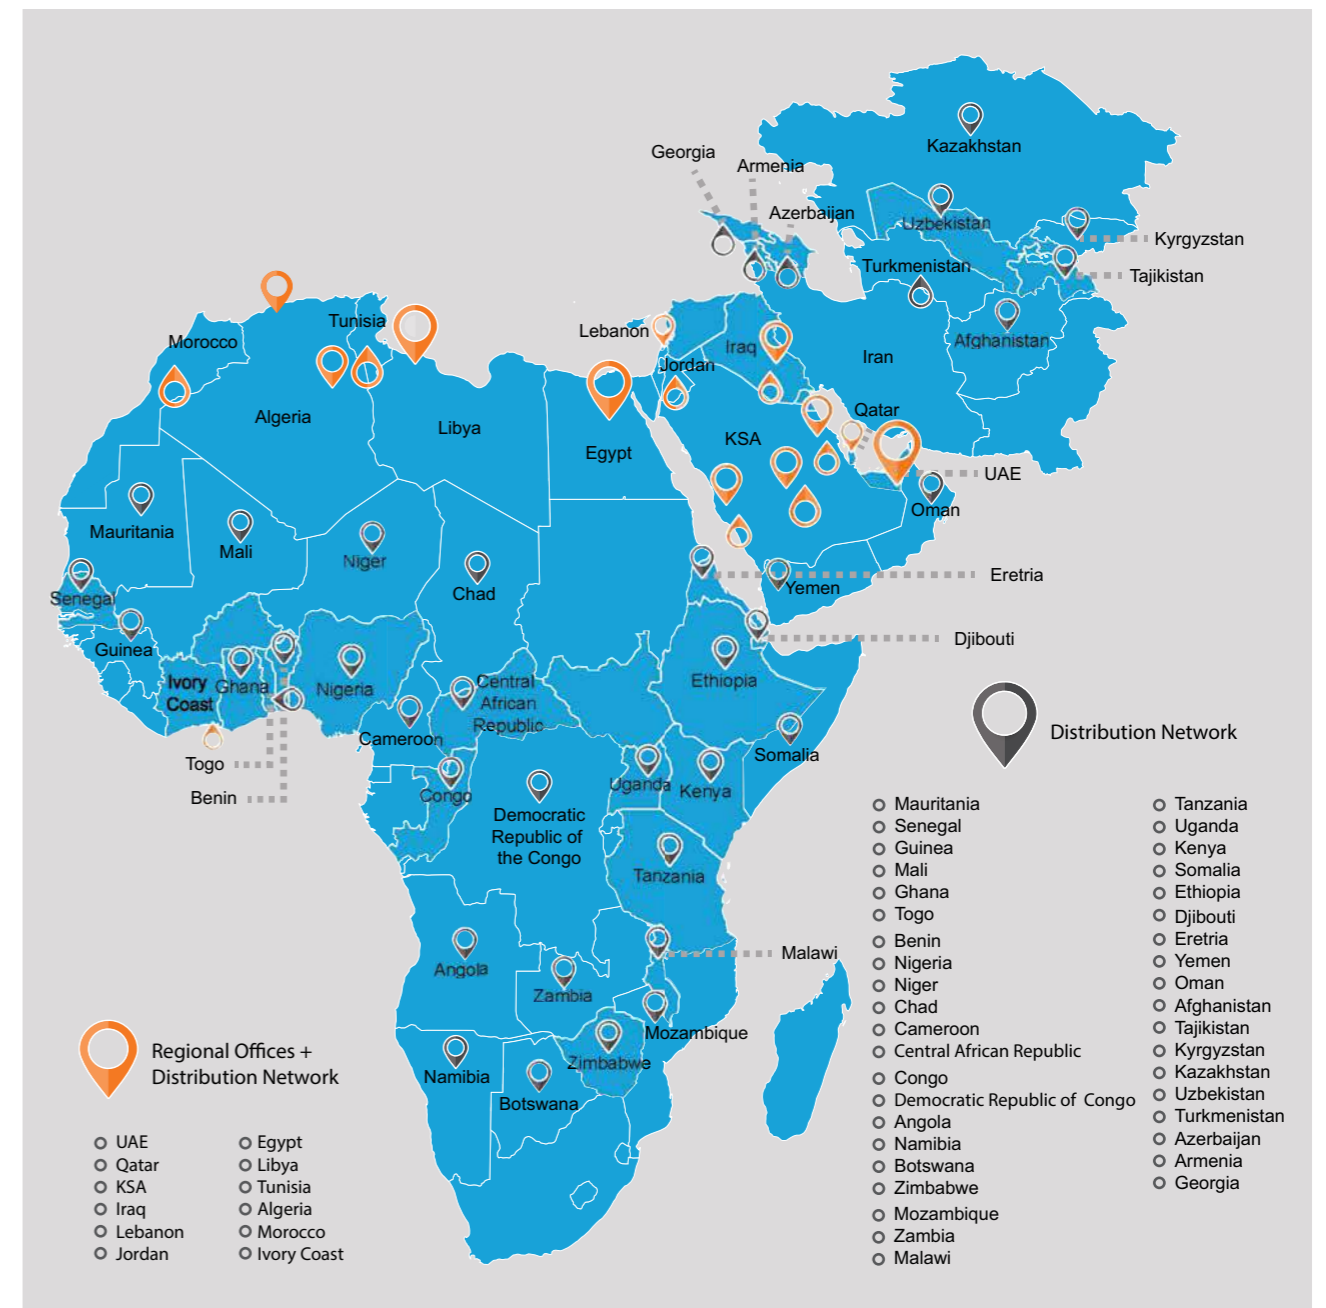 Kazakhstan
Georgia
Armenia
Azerbaijan
Uzbekistan
Kyrgyzstan
Turkmenistan
Tajikistan
Tunisia
Lebanon
Morocco
Iraq
Afghanistan
Iran
Jordan
Qatar
Algeria
Libya
KSA
Egypt
UAE
Oman
Mauritania
Mali
Niger
Chad
Eretria
Yemen
Senegal
Guinea
Djibouti
Ivory
Coast
Ghana
Nigeria
Central
African
Republic
Ethiopia
Cameroon
Somalia
Togo
Benin
Congo
Uganda
Kenya
Democratic
Republic of
the Congo
Tanzania
Malawi
Angola
Zambia
Mozambique
Zimbabwe
Namibia
Botswana
Regional Offices +
Distribution Network
UAE
Qatar
KSA
Iraq
Lebanon
Jordan
Egypt
Libya
Tunisia
Algeria
Morocco
Ivory Coast
Distribution Network
Mauritania
Senegal
Guinea
Mali
Ghana
Togo
Benin
Nigeria
Niger
Chad
Cameroon
Central African Republic
Congo
Democratic Republic of Congo
Angola
Namibia
Botswana
Zimbabwe
Mozambique
Zambia
Malawi
Tanzania
Uganda
Kenya
Somalia
Ethiopia
Djibouti
Eretria
Yemen
Oman
Afghanistan
Tajikistan
Kyrgyzstan
Kazakhstan
Uzbekistan
Turkmenistan
Azerbaijan
Armenia
Georgia